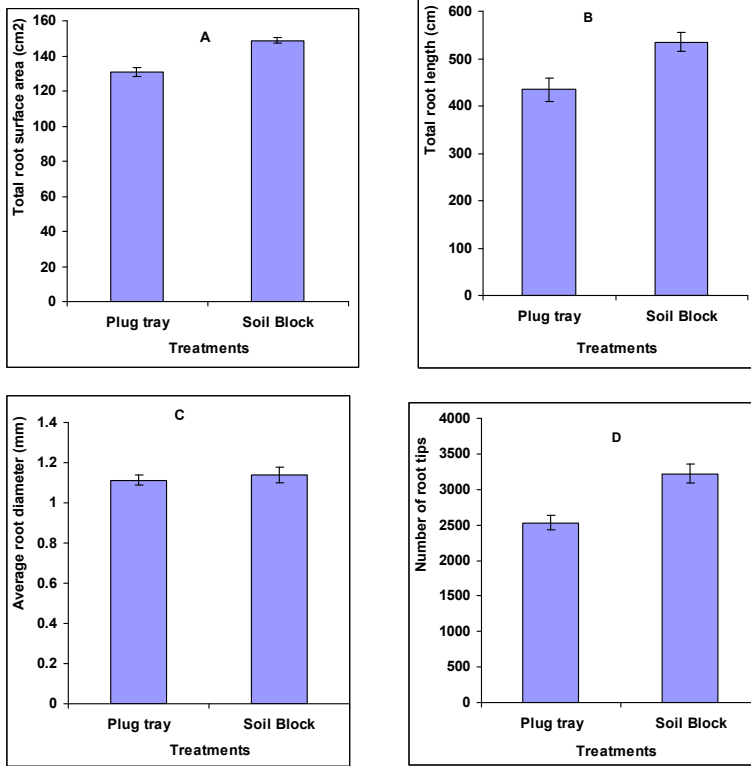 A
Total root surface area (cm2)
160
140
120
100
80
60
40
20
0
Plug tray Soil Block
Treatments
B
Total root length (cm)
600
500
400
300
200
100
0
Plug tray Soil Block
Treatments
C
Average root diameter (mm)
1.4
1.2
1
0.8
0.6
0.4
0.2
0
Plug tray Soil Block
Treatments
D
Number of root tips
4000
3500
3000
2500
2000
1500
1000
500
0
Plug tray Soil Block
Treatments